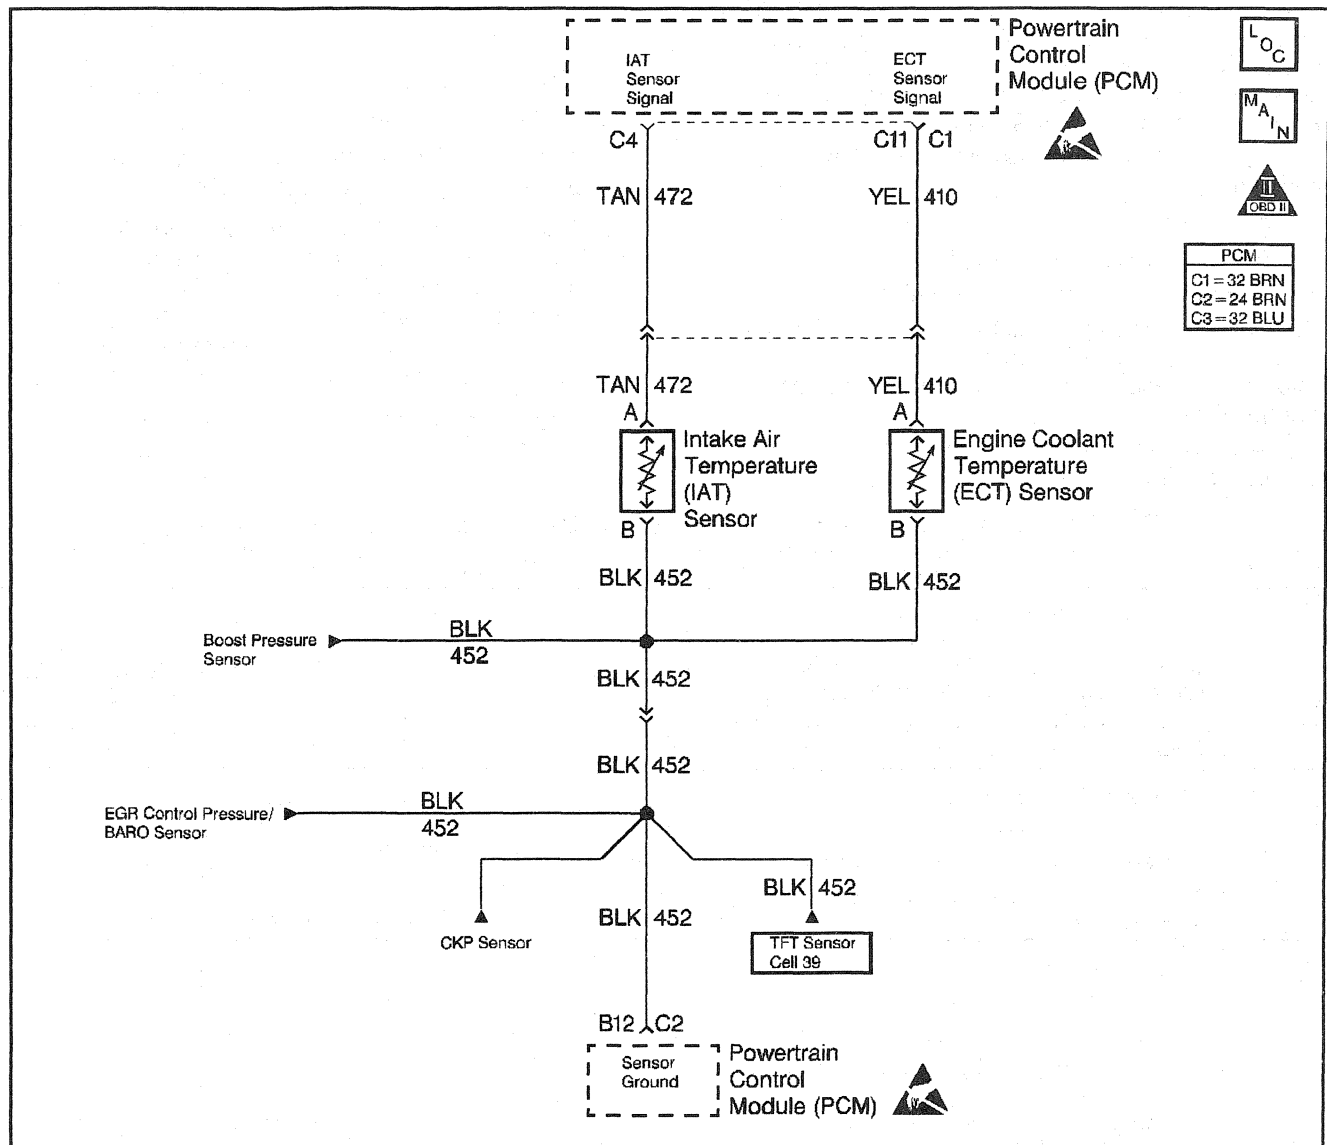 Powertrain
Control
Module (PCM)
IAT
Sensor
Signal
ECT
Sensor
Signal
LOC
MAIN
II
OBD II
C4
C11 C1
TAN 472
YEL 410
PCM
C1=32 BRN
C2=24 BRN
C3=32 BLU
TAN 472
YEL 410
A
A
Intake Air
Temperature
(IAT)
Sensor
Engine Coolant
Temperature
(ECT) Sensor
B
B
BLK 452
BLK 452
Boost Pressure
Sensor
BLK
452
BLK 452
BLK 452
EGR Control Pressure/
BARO Sensor
BLK
452
BLK 452
BLK 452
CKP Sensor
TFT Sensor
Cell 39
B12 C2
Sensor
Ground
Powertrain
Control
Module (PCM)